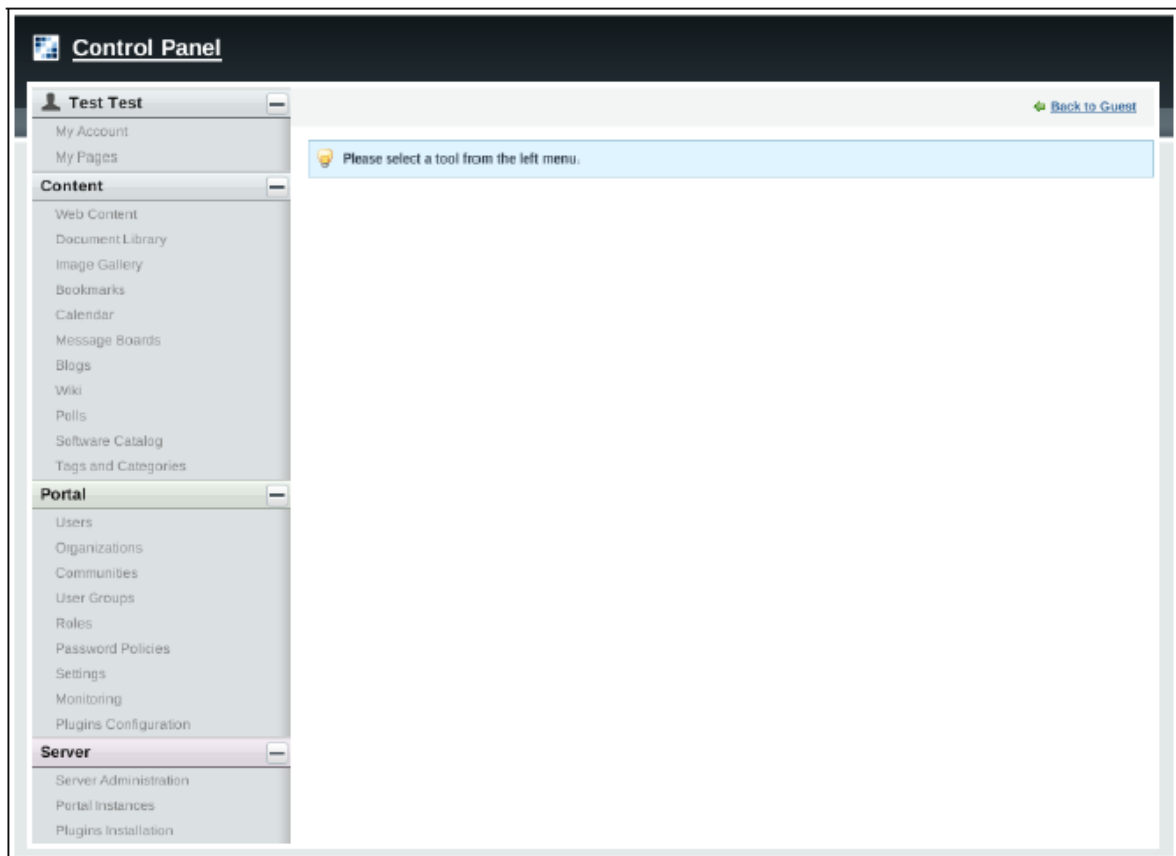 Control Panel
Test Test
My Account
My Pages
Content
Web Content
Document Library
Image Gallery
Bookmarks
Calendar
Message Boards
Blogs
Wiki
Polls
Software Catalog
Tags and Categories
Portal
Users
Organizations
Communities
User Groups
Roles
Password Policies
Settings
Monitoring
Plugins Configuration
Server
Server Administration
Portal Instances
Plugins Installation
Back to Guest
Please select a tool from the left menu.